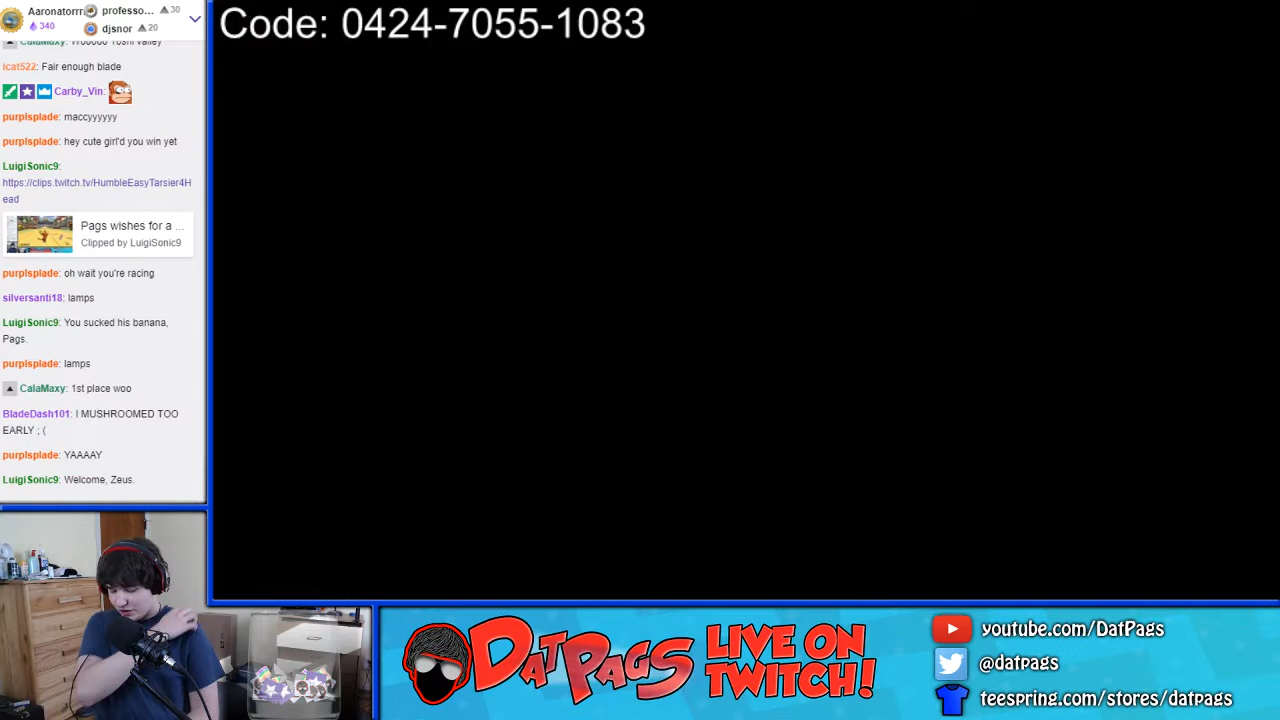 Aaronatorrr
340
professo... 30
djsnor 20
Code: 0424-7055-1083
icat522: Fair enough blade
Carby_Vin:
purplsplade: maccyyyyyy
purplsplade: hey cute girl'd you win yet
LuigiSonic9:
https://clips.twitch.tv/HumbleEasyTarsier4H
ead
Pags wishes for a ...
Clipped by LuigiSonic9
purplsplade: oh wait you're racing
silversanti18: lamps
LuigiSonic9: You sucked his banana,
Pags.
purplsplade: lamps
CalaMaxy: 1st place woo
BladeDash101: I MUSHROOMED TOO
EARLY ; (
purplsplade: YAAAAY
LuigiSonic9: Welcome, Zeus.
DatPags
LIVE ON
TWITCH!
youtube.com/DatPags
@datpags
teespring.com/stores/datpags